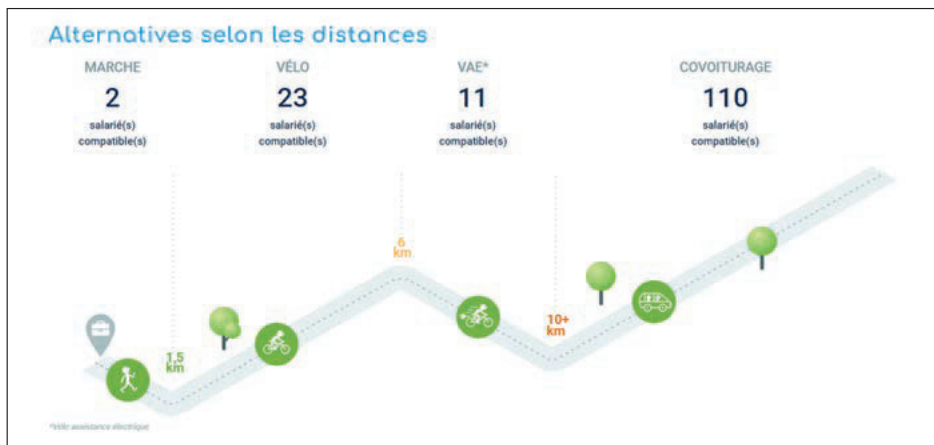 Alternatives selon les distances
MARCHE
2
salarié(s)
compatible(s)
VÉLO
23
salarié(s)
compatible(s)
VAE*
11
salarié(s)
compatible(s)
COVOITURAGE
110
salarié(s)
compatible(s)
1,5
km
6
km
10+
km
*Vélo assistance électrique